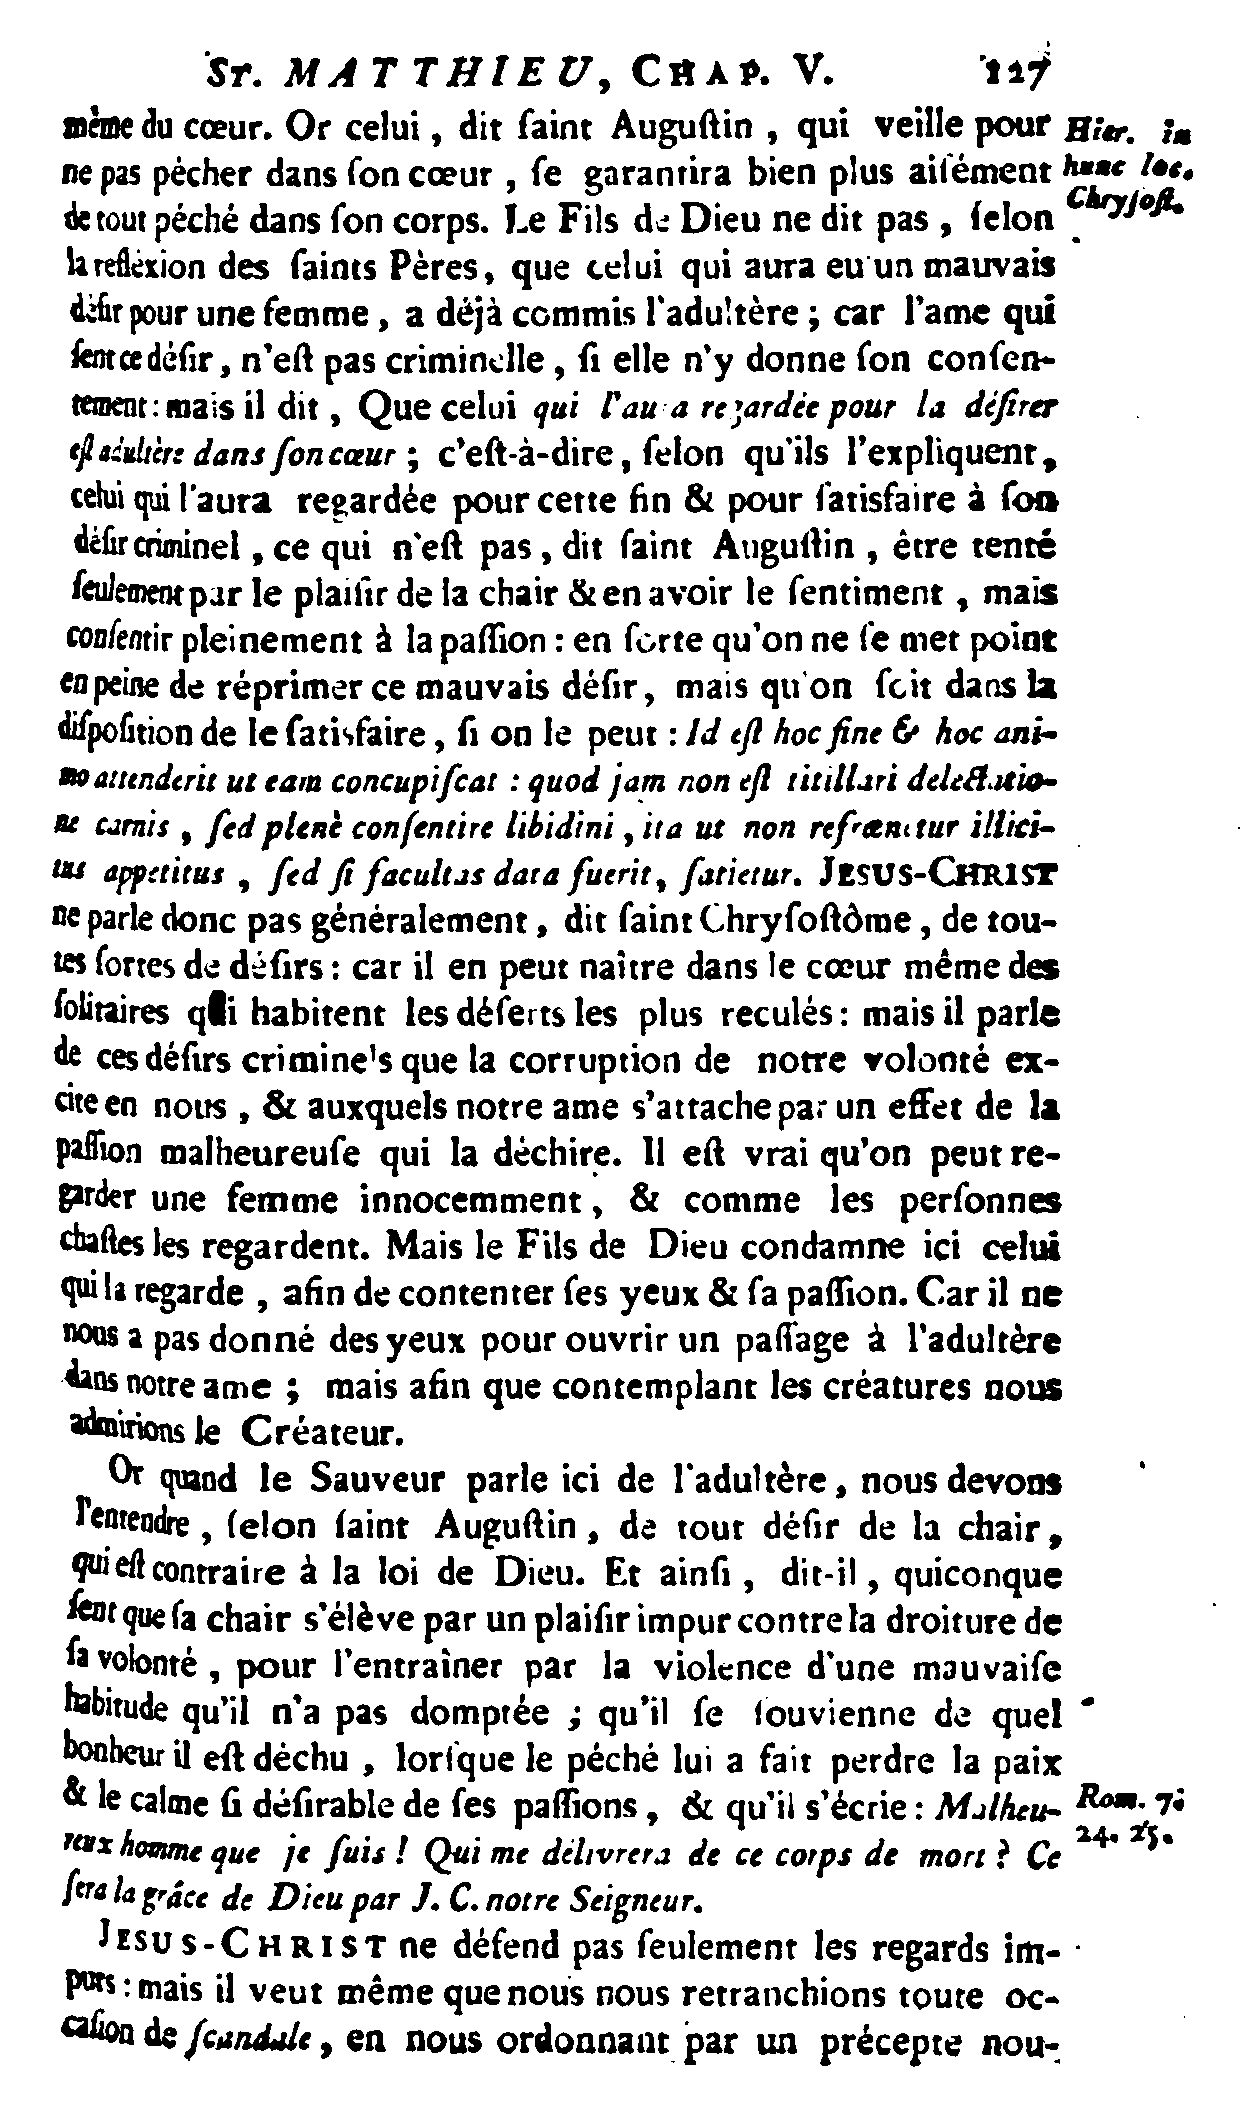 St. MATTHIEU, CHAP. V. 127
même du cœur. Or celui, dit ſaint Auguſtin, qui veille pour
Hier. in
ne pas pécher dans ſon cœur, ſe garantira bien plus aiſément
hunc loc.
de tout péché dans ſon corps. Le Fils de Dieu ne dit pas, ſelon
Chryſoſt.
la refléxion des ſaints Pères, que celui qui aura eu un mauvais
déſir pour une femme, a déjà commis l'adultère; car l'ame qui
ſent ce déſir, n'eſt pas criminelle, ſi elle n'y donne ſon conſen-
tement: mais il dit, Que celui qui l'aura regardée pour la déſirer
eſt adultère dans ſon cœur; c'eſt-à-dire, ſelon qu'ils l'expliquent,
celui qui l'aura regardée pour cette fin & pour ſatisfaire à ſon
déſir criminel, ce qui n'eſt pas, dit ſaint Auguſtin, être tenté
ſeulement par le plaiſir de la chair & en avoir le ſentiment, mais
conſentir pleinement à la paſſion: en ſorte qu'on ne ſe met point
en peine de réprimer ce mauvais déſir, mais qu'on ſoit dans la
diſpoſition de le ſatisfaire, ſi on le peut: Id eſt hoc fine & hoc ani-
mo attenderit ut eam concupiſcat: quod jam non eſt titillari delectatio-
ne carnis, ſed plenè conſentire libidini, ita ut non refrænetur illici-
tus appetitus, ſed ſi facultas data fuerit, ſatietur. JESUS-CHRIST
ne parle donc pas généralement, dit ſaint Chryſoſtôme, de tou-
tes ſortes de déſirs: car il en peut naître dans le cœur même des
ſolitaires qui habitent les déſerts les plus reculés: mais il parle
de ces déſirs criminels que la corruption de notre volonté ex-
cite en nous, & auxquels notre ame s'attache par un effet de la
paſſion malheureuſe qui la déchire. Il eſt vrai qu'on peut re-
garder une femme innocemment, & comme les perſonnes
chaſtes les regardent. Mais le Fils de Dieu condamne ici celui
qui la regarde, afin de contenter ſes yeux & ſa paſſion. Car il ne
nous a pas donné des yeux pour ouvrir un paſſage à l'adultère
dans notre ame; mais afin que contemplant les créatures nous
admirions le Créateur.
Or quand le Sauveur parle ici de l'adultère, nous devons
l'entendre, ſelon ſaint Auguſtin, de tout déſir de la chair,
qui eſt contraire à la loi de Dieu. Et ainſi, dit-il, quiconque
ſent que ſa chair s'élève par un plaiſir impur contre la droiture de
ſa volonté, pour l'entraîner par la violence d'une mauvaiſe
habitude qu'il n'a pas domptée; qu'il ſe ſouvienne de quel
bonheur il eſt déchu, lorſque le péché lui a fait perdre la paix
& le calme ſi déſirable de ſes paſſions, & qu'il s'écrie: Malheu-
Rom. 7.
reux homme que je ſuis! Qui me délivrera de ce corps de mort? Ce
24. 25.
ſera la grâce de Dieu par J. C. notre Seigneur.
JESUS-CHRIST ne défend pas ſeulement les regards im-
purs: mais il veut même que nous nous retranchions toute oc-
caſion de ſcandale, en nous ordonnant par un précepte nou-